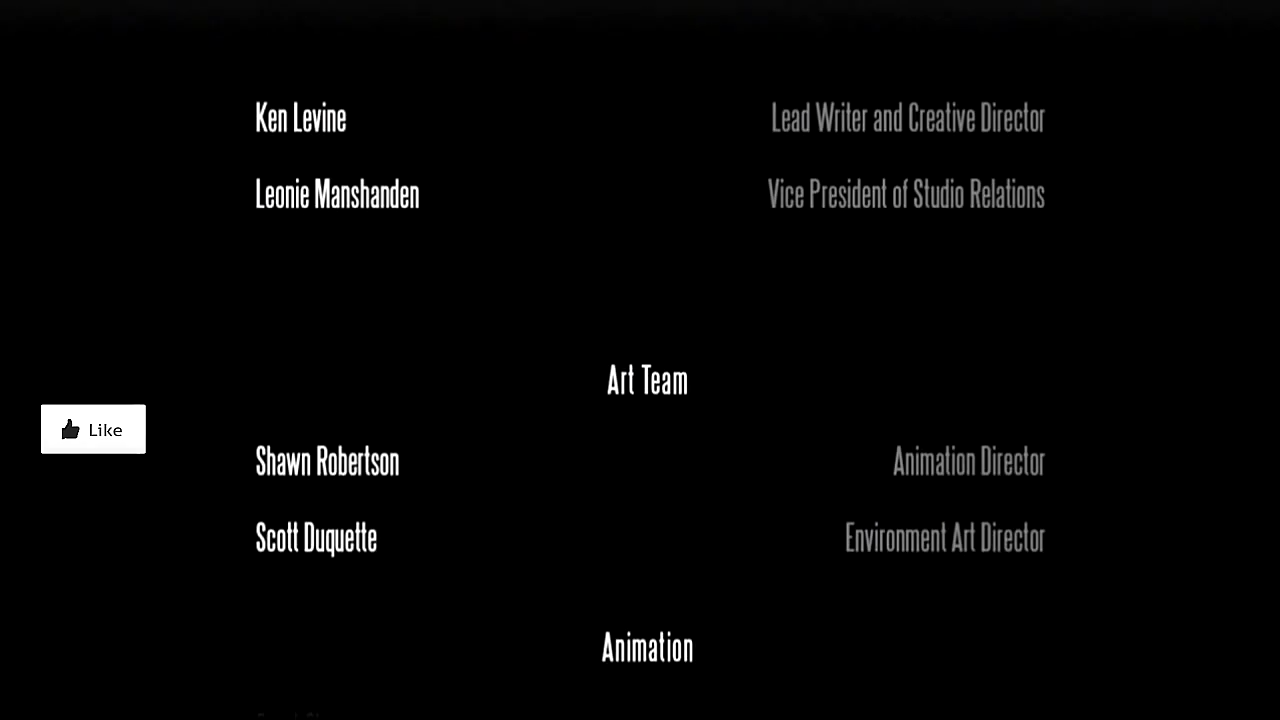 Ken Levine Lead Writer and Creative Director
Leonie Manshanden Vice President of Studio Relations
Art Team
Like
Shawn Robertson Animation Director
Scott Duquette Environment Art Director
Animation